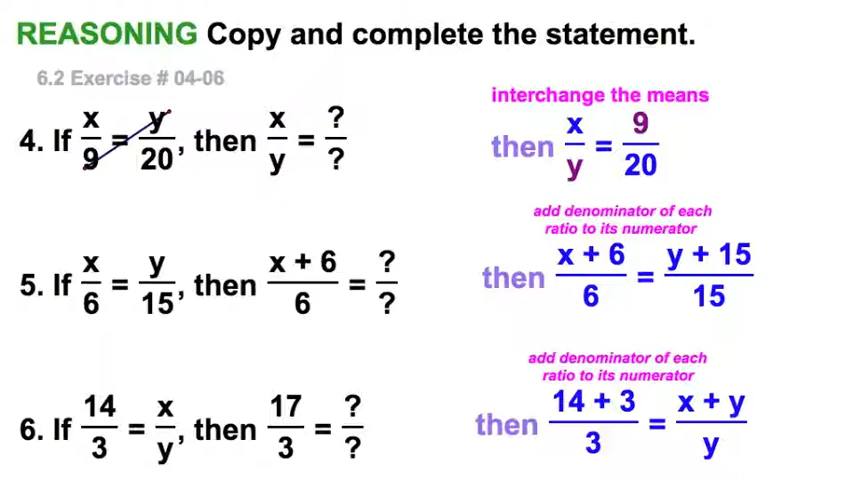 REASONING Copy and complete the statement.
6.2 Exercise # 04-06
4. If x/9 = y/20, then x/y = ?/?
interchange the means
then x/y = 9/20
5. If x/6 = y/15, then x + 6/6 = ?/?
add denominator of each
ratio to its numerator
then x + 6/6 = y + 15/15
6. If 14/3 = x/y, then 17/3 = ?/?
add denominator of each
ratio to its numerator
then 14 + 3/3 = x + y/y